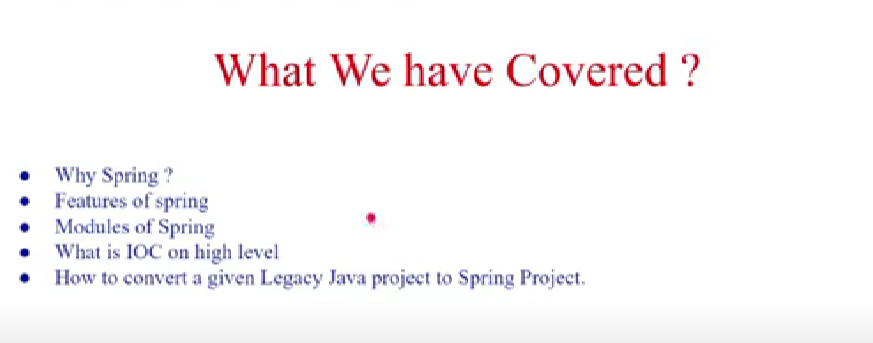 What We have Covered ?
• Why Spring ?
• Features of spring
• Modules of Spring
• What is IOC on high level
• How to convert a given Legacy Java project to Spring Project.